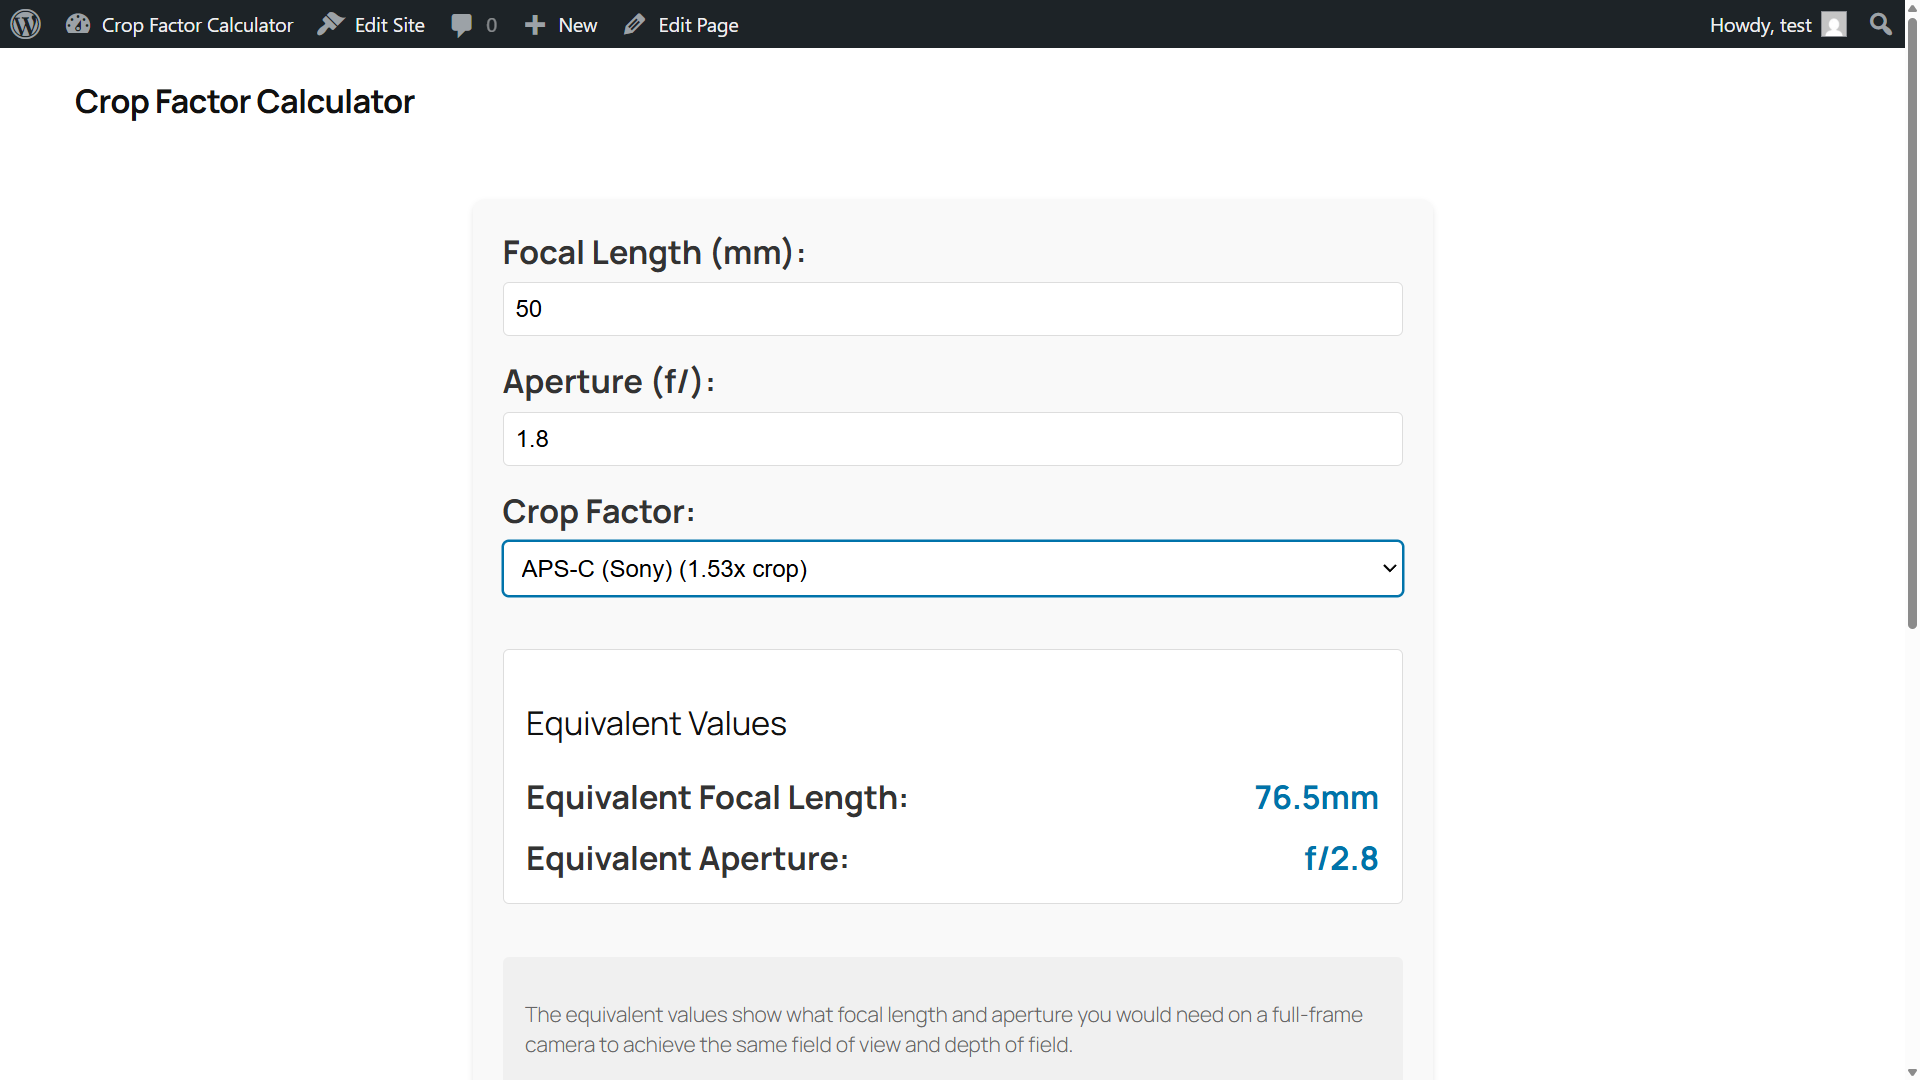 Crop Factor Calculator Edit Site 0 New Edit Page Howdy, test
Crop Factor Calculator
Focal Length (mm):
50
Aperture (f/):
1.8
Crop Factor:
APS-C (Sony) (1.53x crop)
Equivalent Values
Equivalent Focal Length: 76.5mm
Equivalent Aperture: f/2.8
The equivalent values show what focal length and aperture you would need on a full-frame
camera to achieve the same field of view and depth of field.